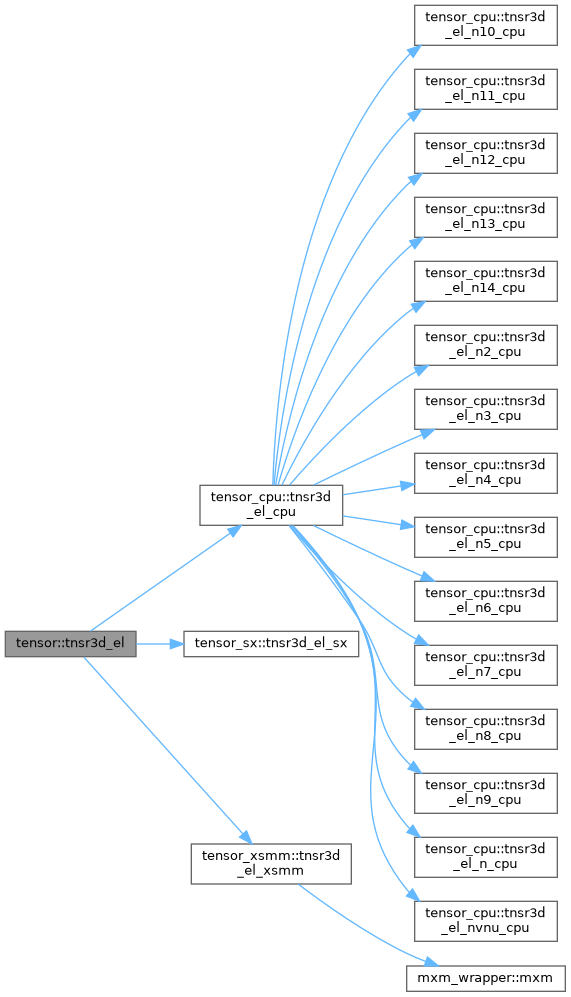 tensor_cpu::tnsr3d
_el_n10_cpu
tensor_cpu::tnsr3d
_el_n11_cpu
tensor_cpu::tnsr3d
_el_n12_cpu
tensor_cpu::tnsr3d
_el_n13_cpu
tensor_cpu::tnsr3d
_el_n14_cpu
tensor_cpu::tnsr3d
_el_n2_cpu
tensor_cpu::tnsr3d
_el_n3_cpu
tensor_cpu::tnsr3d
_el_n4_cpu
tensor_cpu::tnsr3d
_el_cpu
tensor_cpu::tnsr3d
_el_n5_cpu
tensor_cpu::tnsr3d
_el_n6_cpu
tensor::tnsr3d_el
tensor_sx::tnsr3d_el_sx
tensor_cpu::tnsr3d
_el_n7_cpu
tensor_cpu::tnsr3d
_el_n8_cpu
tensor_cpu::tnsr3d
_el_n9_cpu
tensor_xsmm::tnsr3d
_el_xsmm
tensor_cpu::tnsr3d
_el_n_cpu
tensor_cpu::tnsr3d
_el_nvnu_cpu
mxm_wrapper::mxm